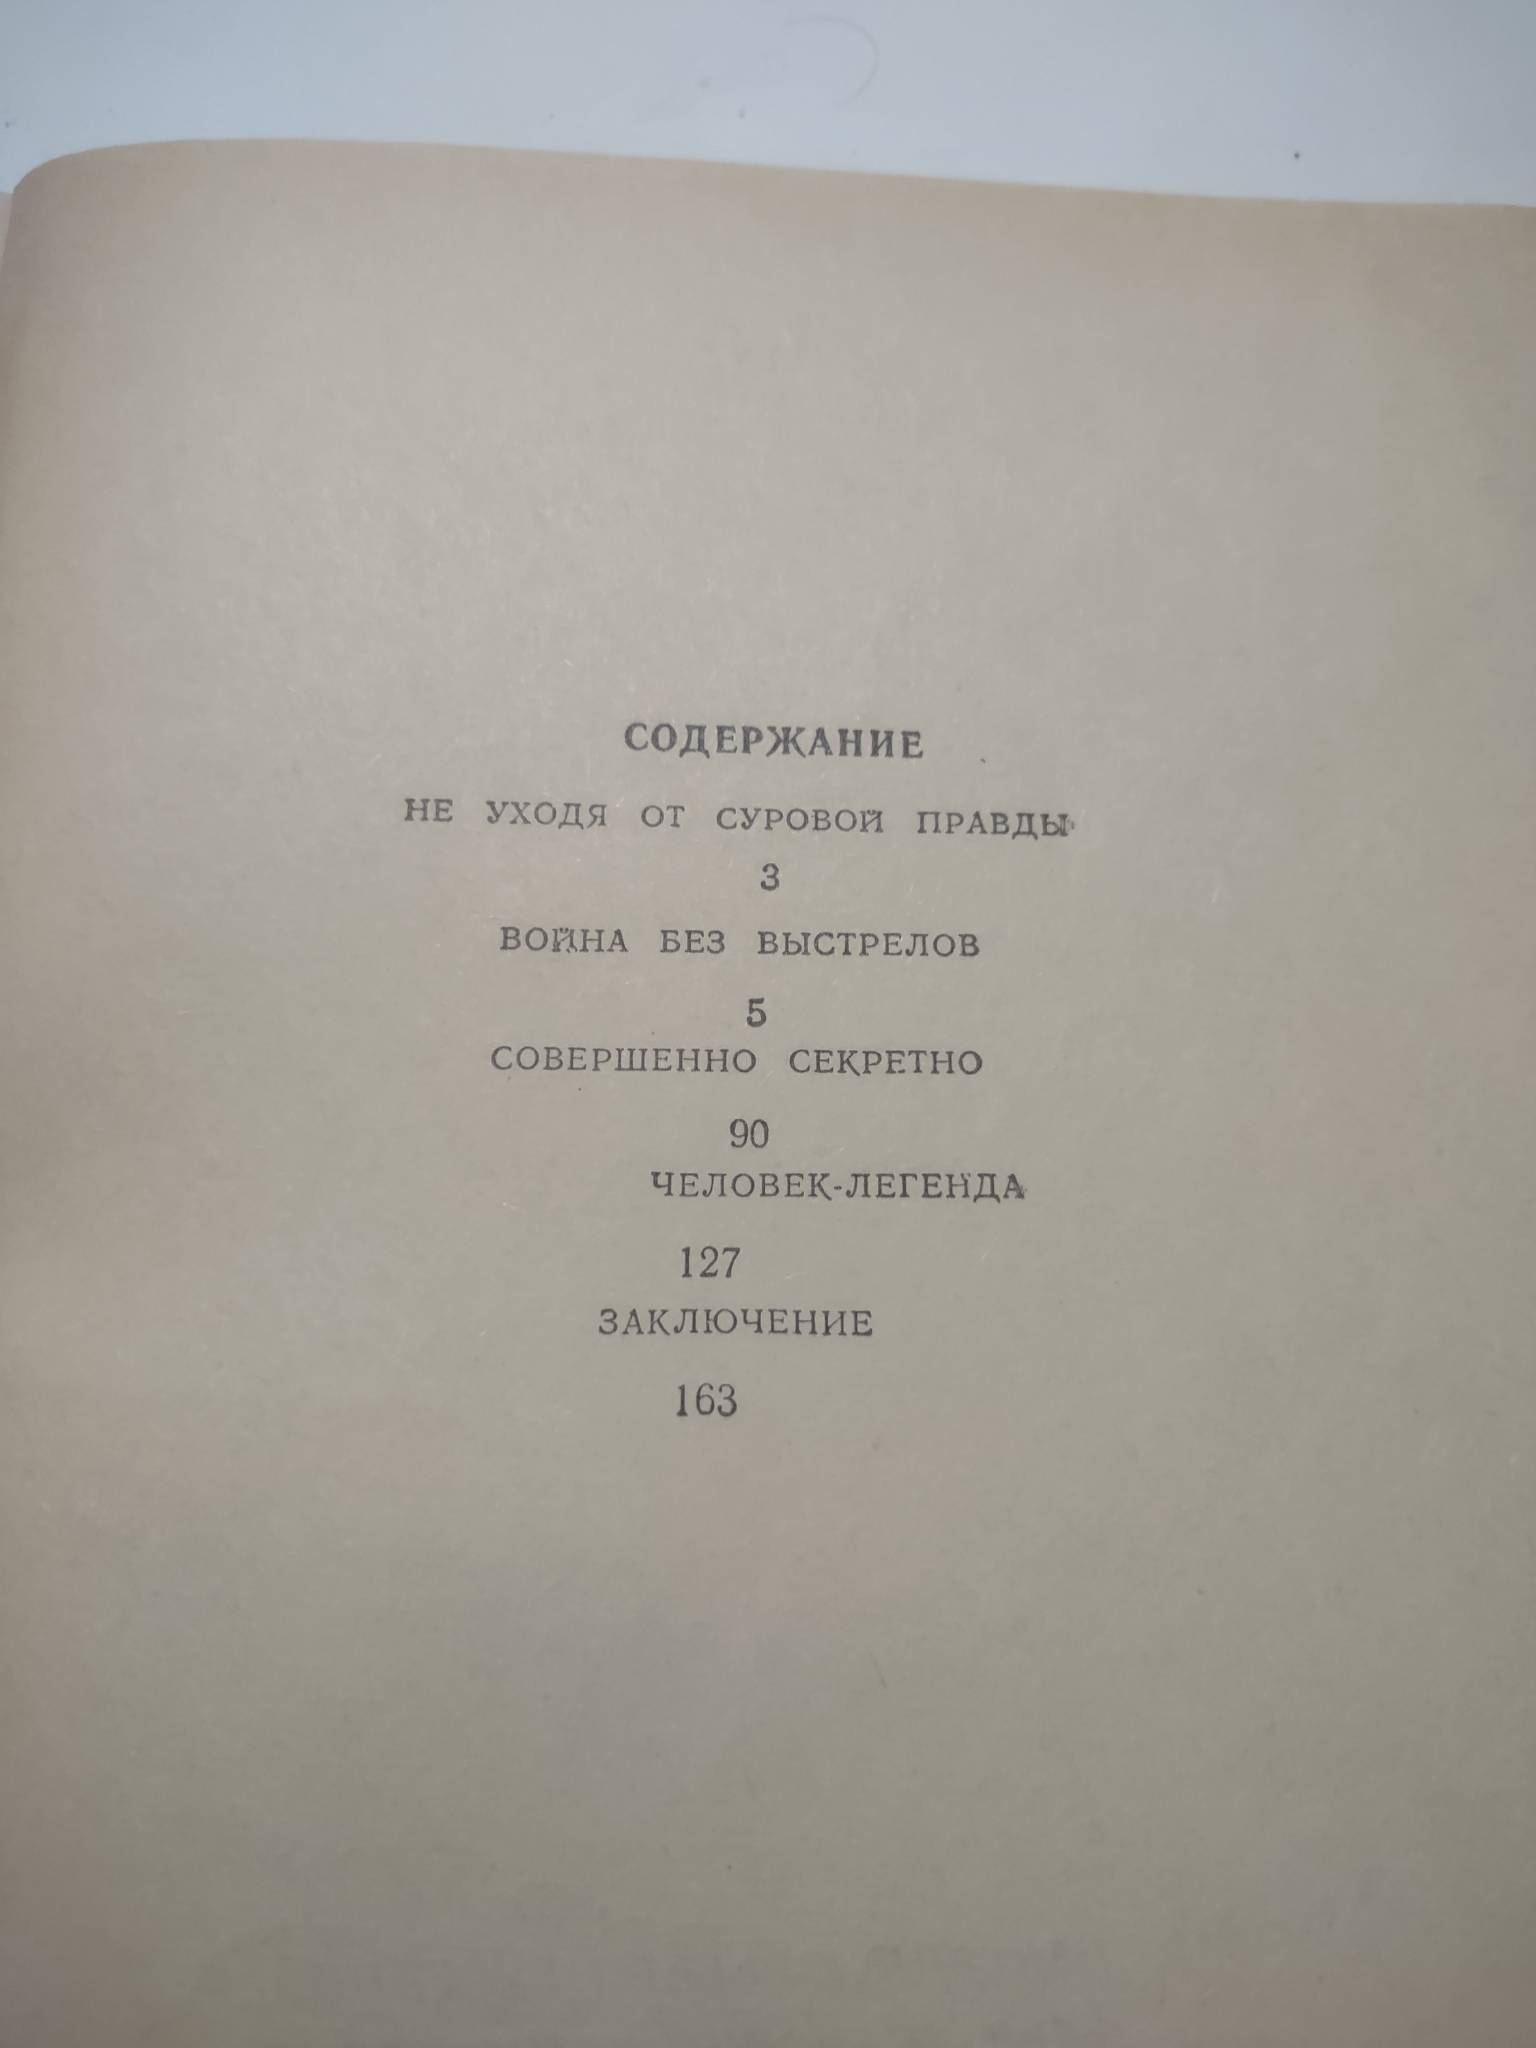 СОДЕРЖАНИЕ
НЕ УХОДЯ ОТ СУРОВОЙ ПРАВДЫ
3
ВОЙНА БЕЗ ВЫСТРЕЛОВ
5
СОВЕРШЕННО СЕКРЕТНО
90
ЧЕЛОВЕК-ЛЕГЕНДА
127
ЗАКЛЮЧЕНИЕ
163